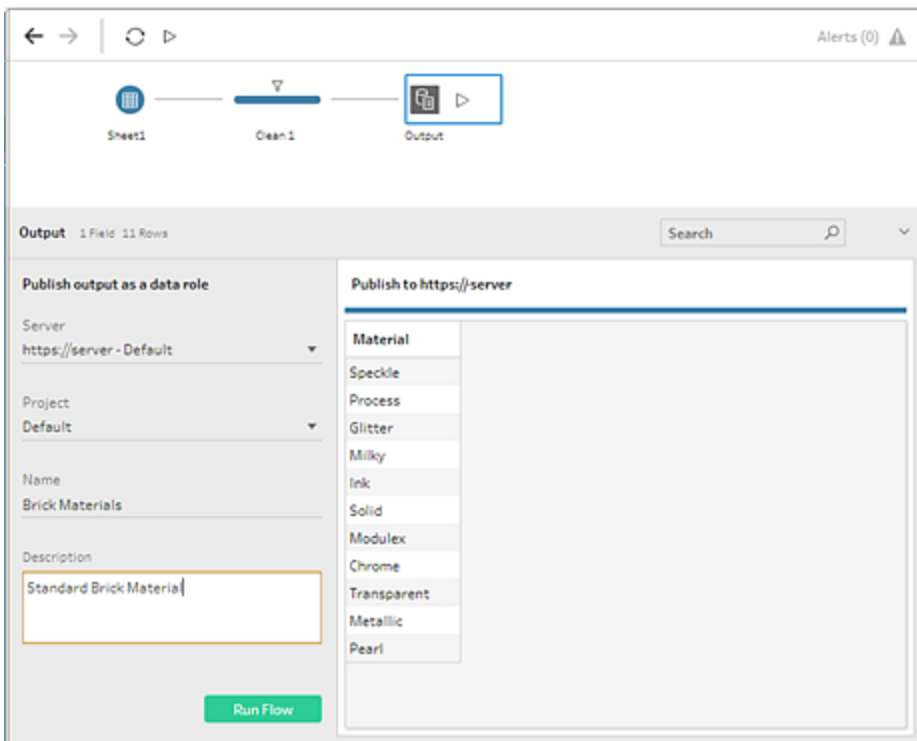 Alerts (0)
Sheet1
Clean 1
Output
Output 1 Field 11 Rows
Search
Publish output as a data role
Server
https://server - Default
Project
Default
Name
Brick Materials
Description
Standard Brick Material
Run Flow
Publish to https://server
Material
Speckle
Process
Glitter
Milky
Ink
Solid
Modulex
Chrome
Transparent
Metallic
Pearl